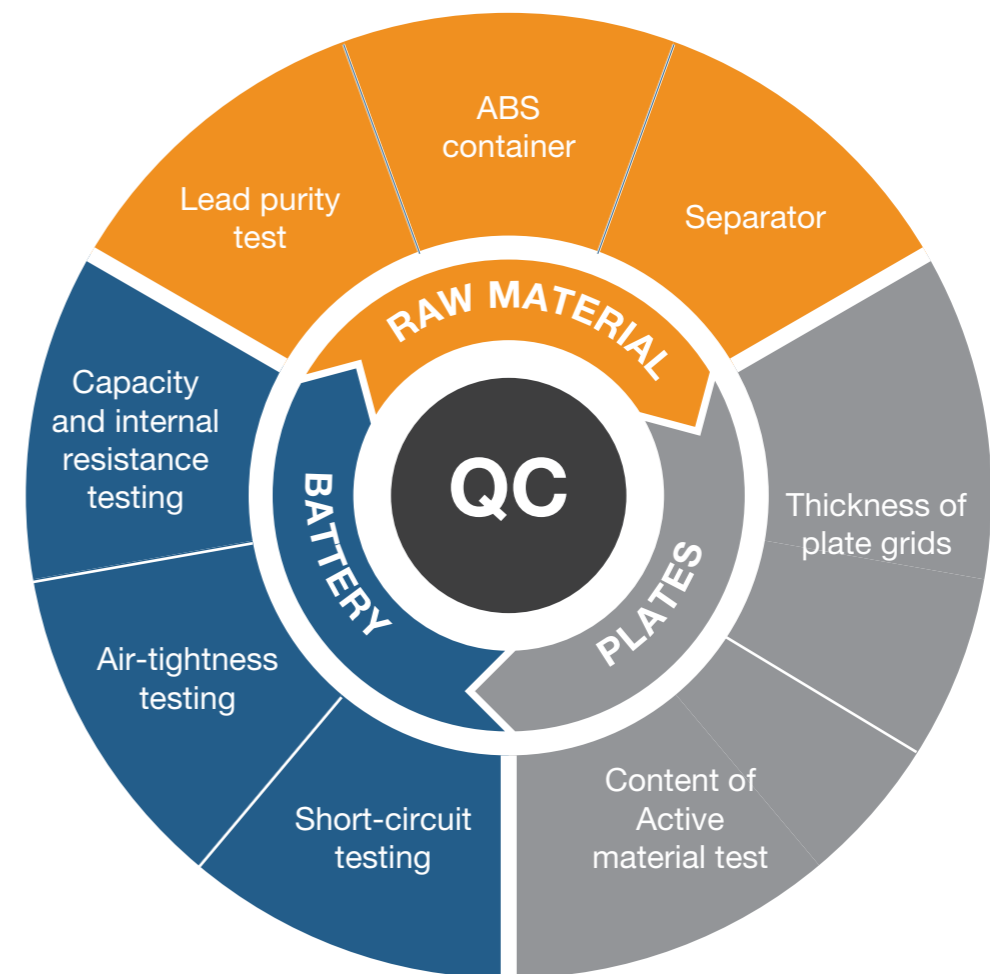 ABS
container
Lead purity
test
Separator
RAW MATERIAL
Capacity
and internal
resistance
testing
BATTERY
QC
PLATES
Thickness of
plate grids
Air-tightness
testing
Short-circuit
testing
Content of
Active
material test